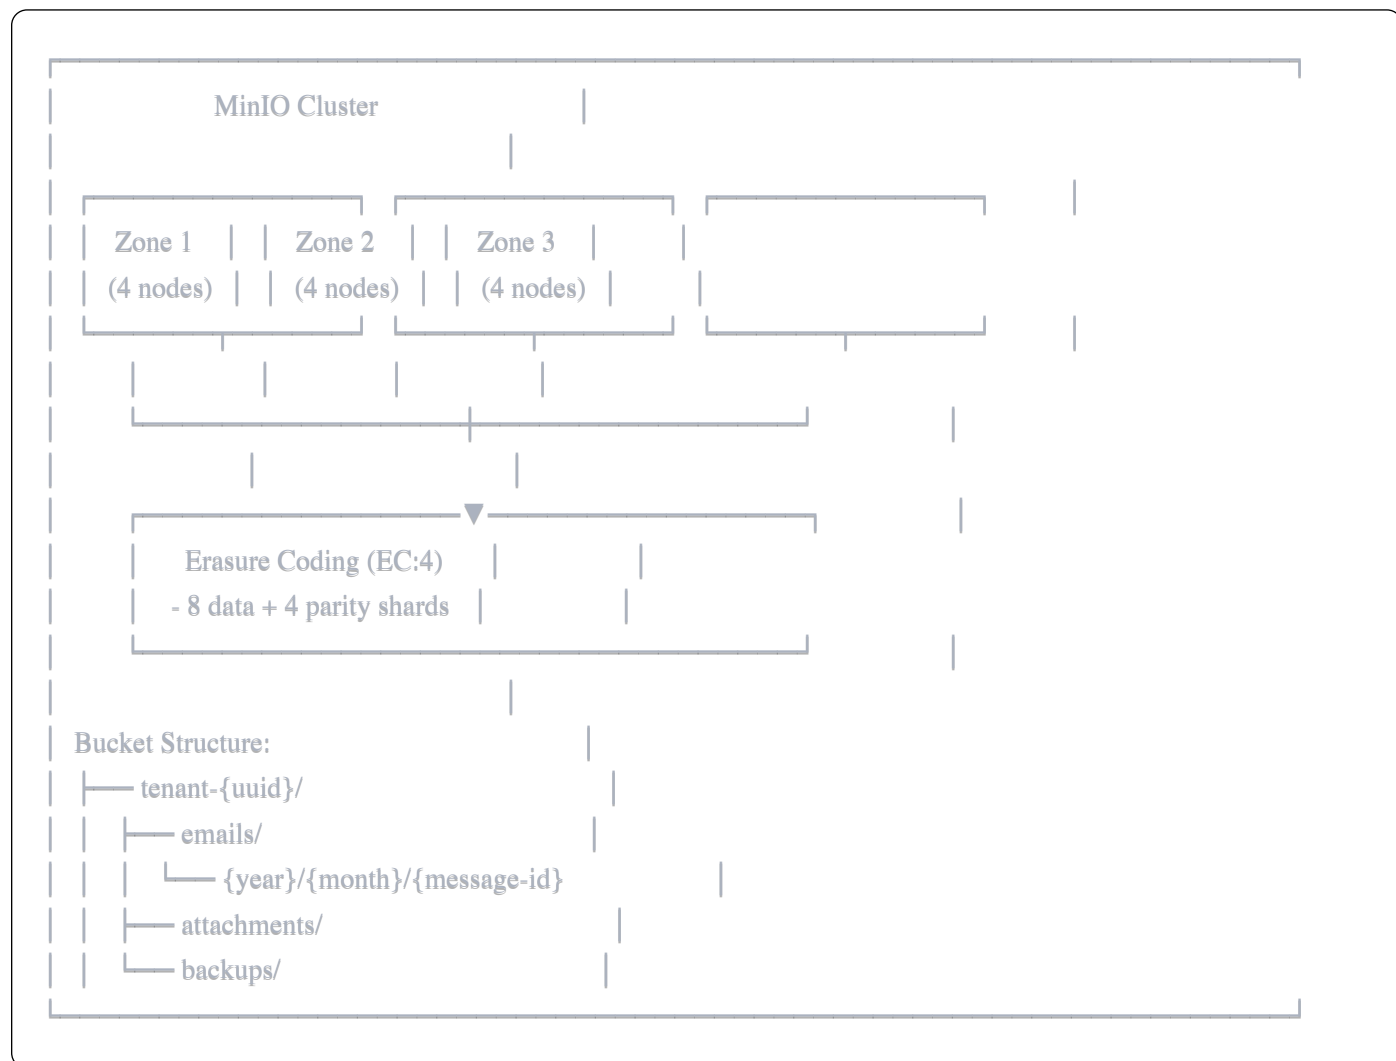 MinIO Cluster
Zone 1 Zone 2 Zone 3
(4 nodes) (4 nodes) (4 nodes)
Erasure Coding (EC:4)
- 8 data + 4 parity shards
Bucket Structure:
tenant-{uuid}/
emails/
{year}/{month}/{message-id}
attachments/
backups/